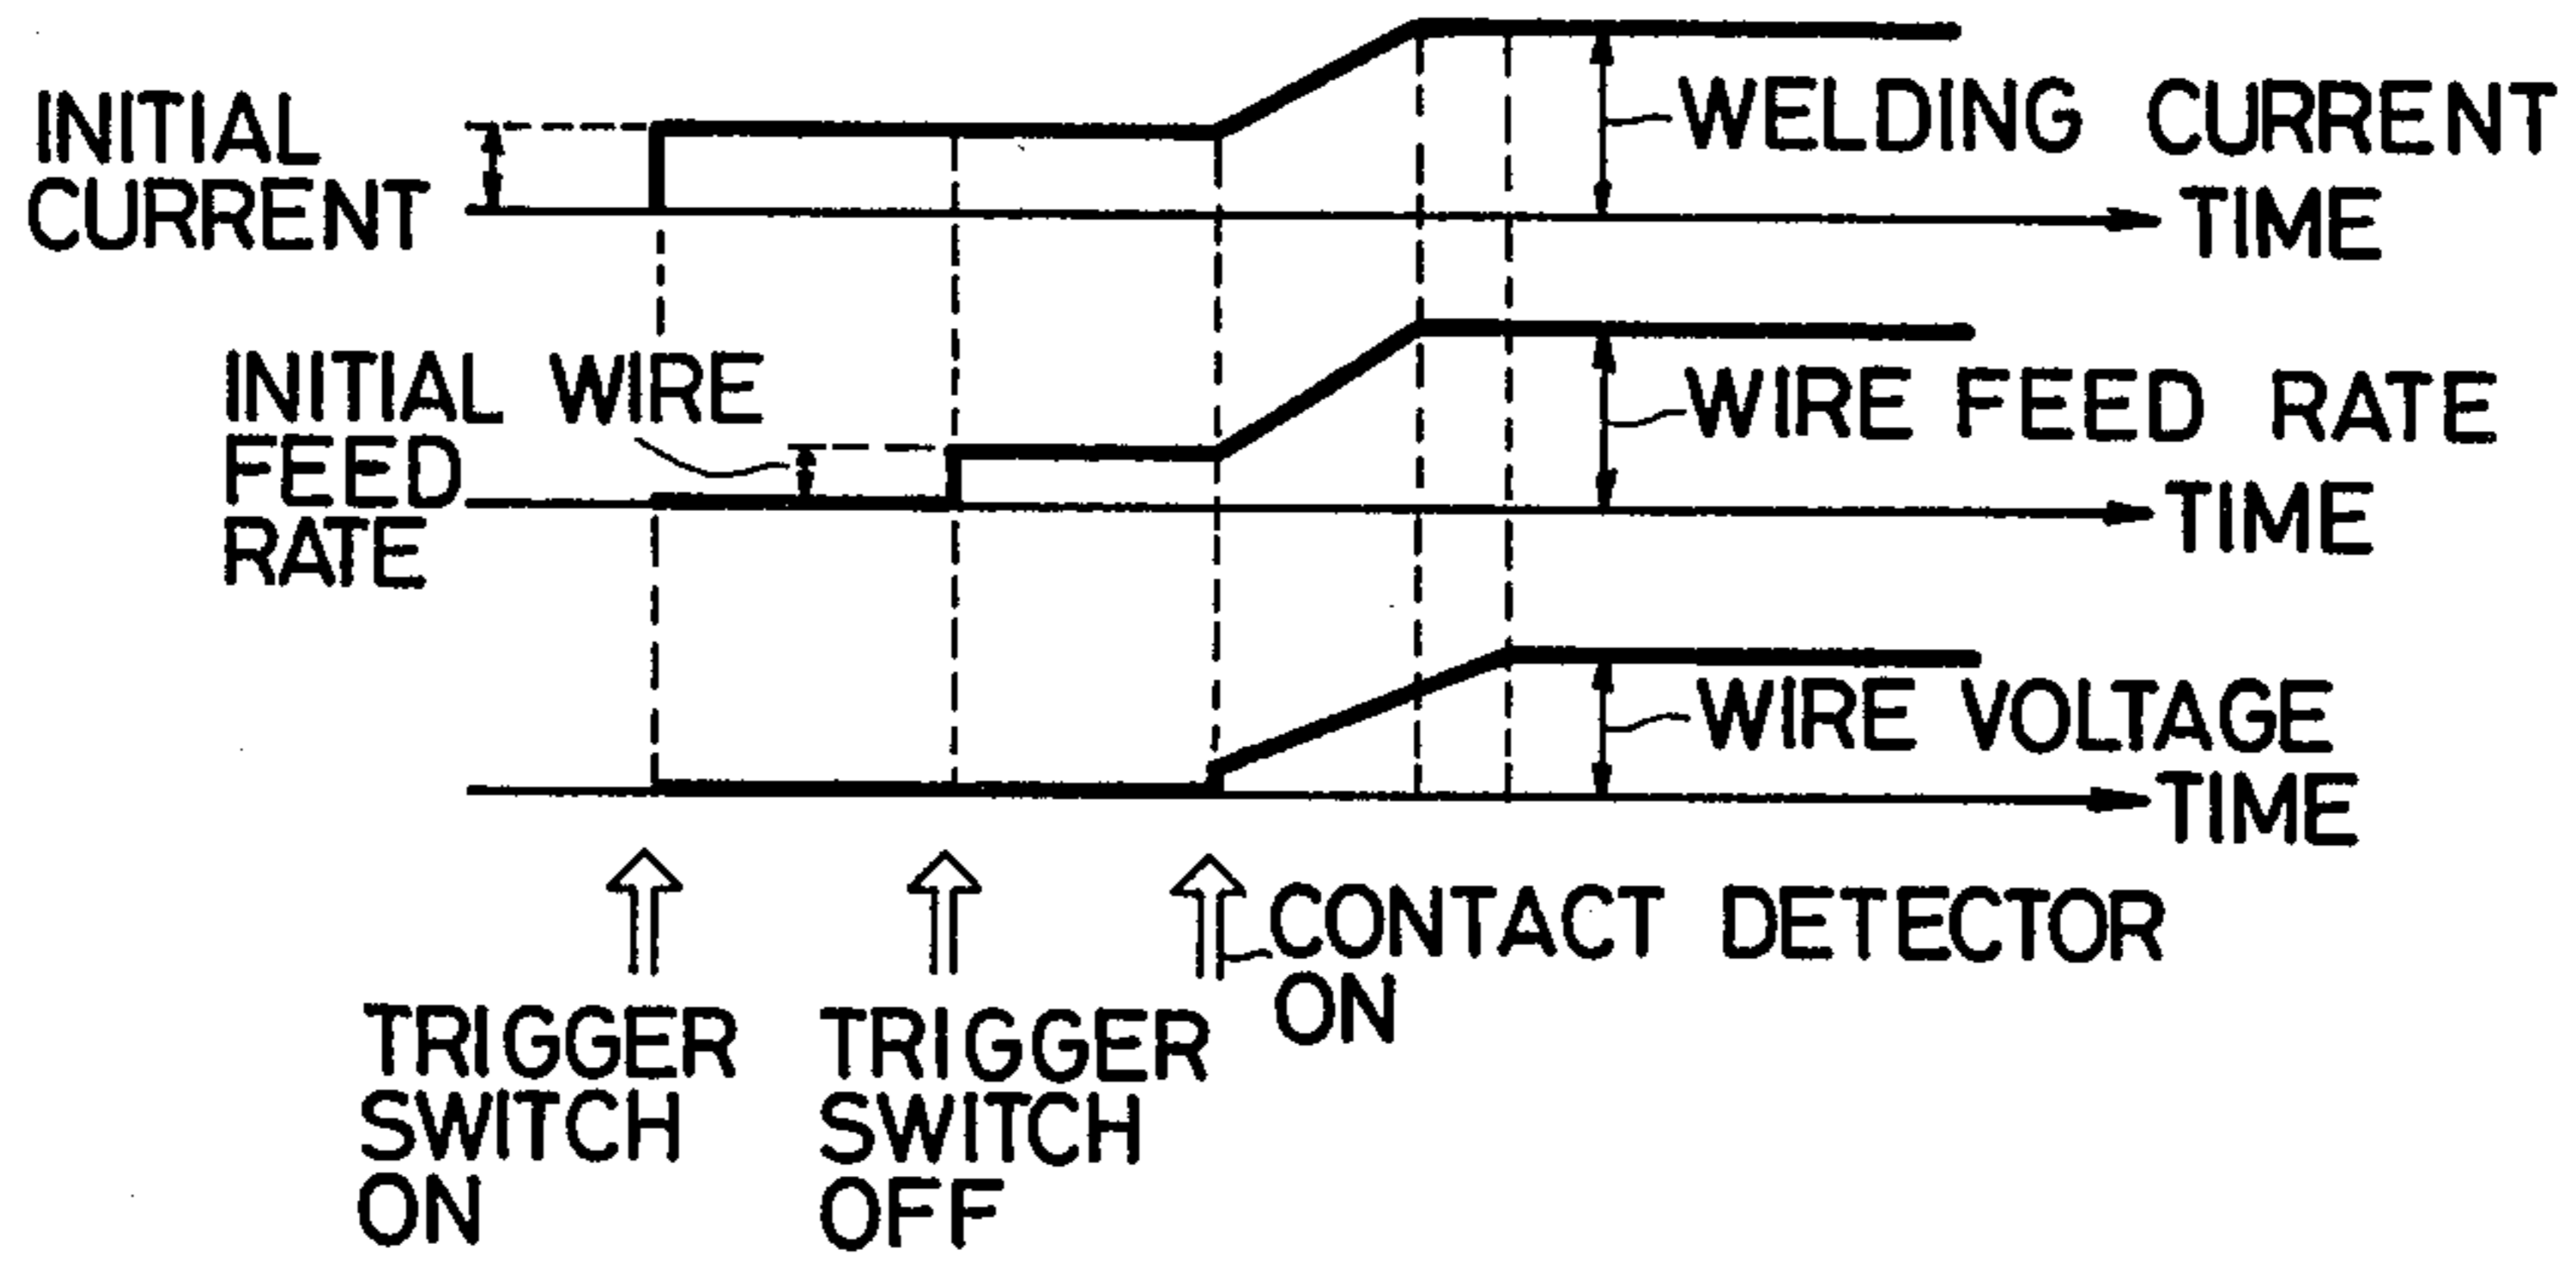 INITIAL
CURRENT
WELDING CURRENT
TIME
INITIAL WIRE
FEED
RATE
WIRE FEED RATE
TIME
WIRE VOLTAGE
TIME
CONTACT DETECTOR
ON
TRIGGER
SWITCH
ON
TRIGGER
SWITCH
OFF